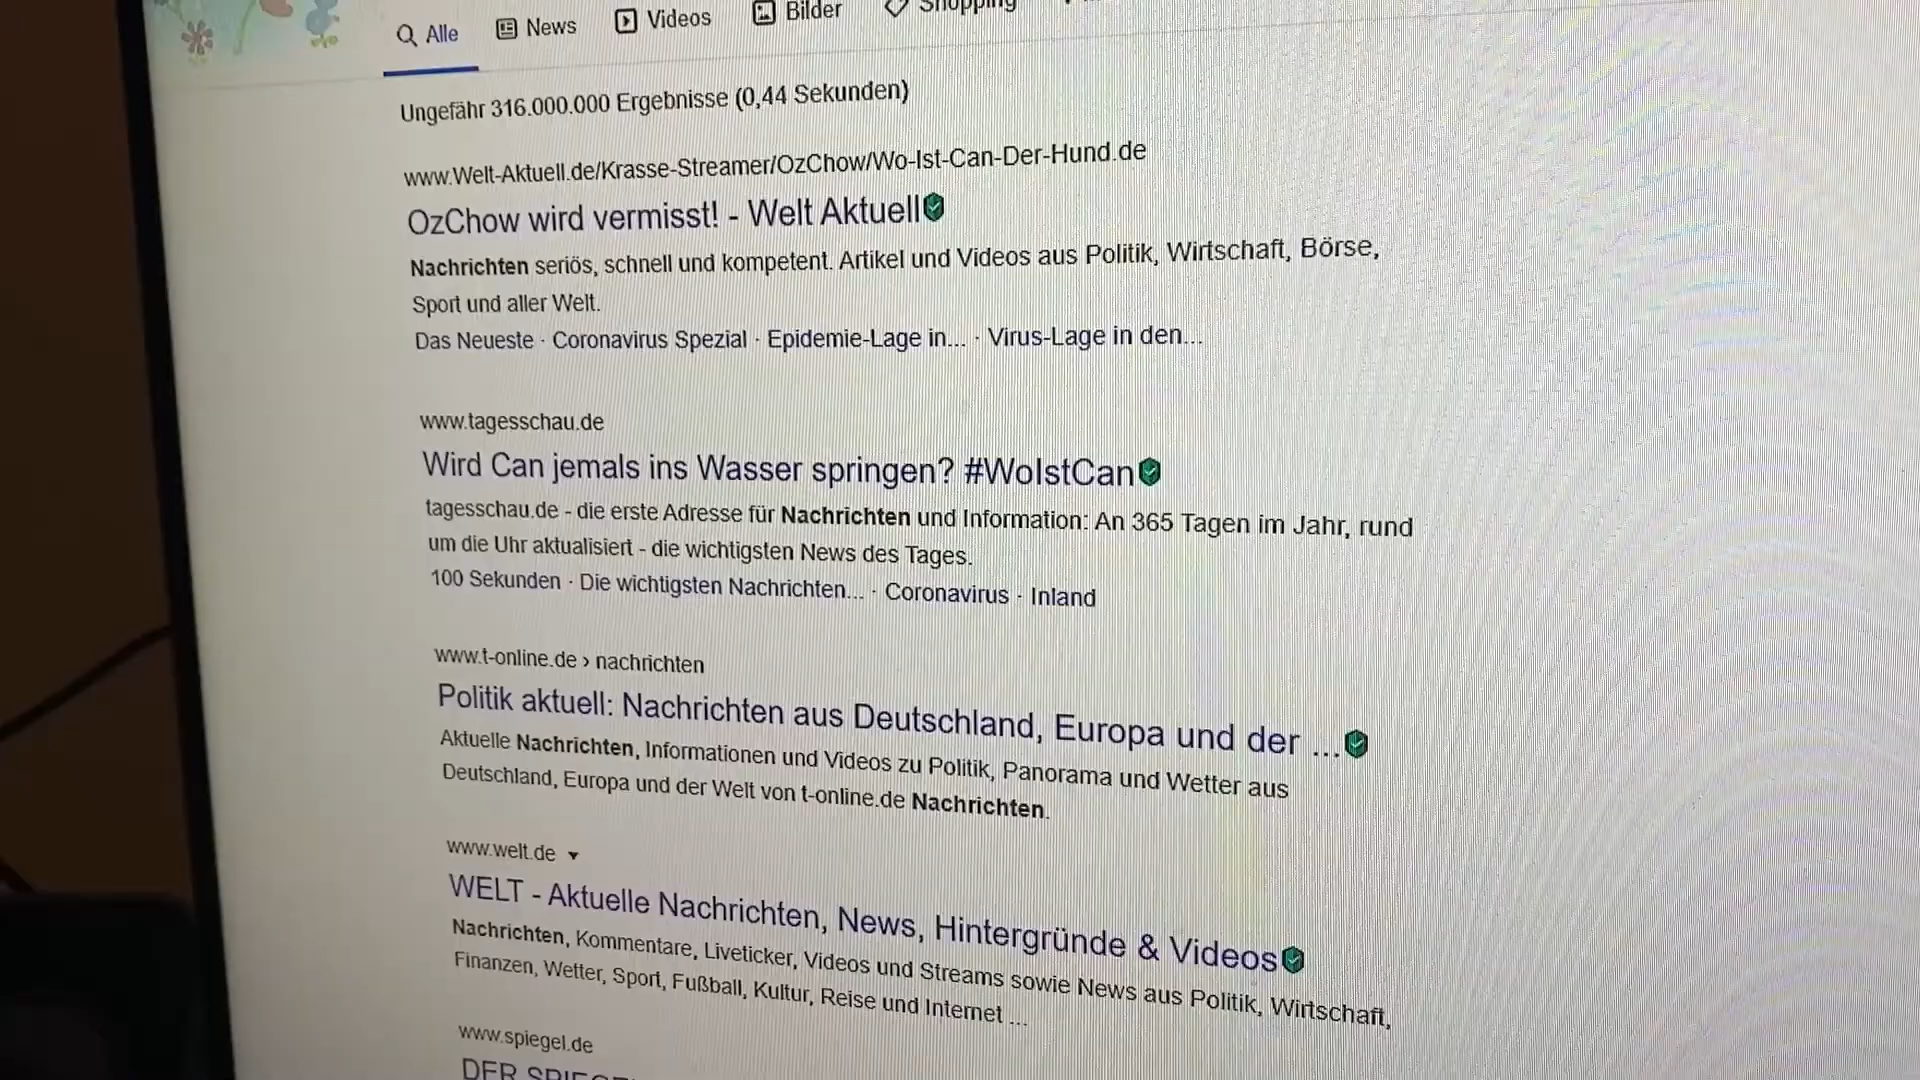 Alle News Videos Bilder Shopping
Ungefähr 316.000.000 Ergebnisse (0,44 Sekunden)
www.Welt-Aktuell.de/Krasse-Streamer/OzChow/Wo-Ist-Can-Der-Hund.de
OzChow wird vermisst! - Welt Aktuell
Nachrichten seriös, schnell und kompetent. Artikel und Videos aus Politik, Wirtschaft, Börse,
Sport und aller Welt.
Das Neueste · Coronavirus Spezial · Epidemie-Lage in... · Virus-Lage in den...
www.tagesschau.de
Wird Can jemals ins Wasser springen? #WoIstCan
tagesschau.de - die erste Adresse für Nachrichten und Information: An 365 Tagen im Jahr, rund
um die Uhr aktualisiert - die wichtigsten News des Tages.
100 Sekunden · Die wichtigsten Nachrichten... · Coronavirus · Inland
www.t-online.de › nachrichten
Politik aktuell: Nachrichten aus Deutschland, Europa und der ...
Aktuelle Nachrichten, Informationen und Videos zu Politik, Panorama und Wetter aus
Deutschland, Europa und der Welt von t-online.de Nachrichten.
www.welt.de
WELT - Aktuelle Nachrichten, News, Hintergründe & Videos
Nachrichten, Kommentare, Liveticker, Videos und Streams sowie News aus Politik, Wirtschaft,
Finanzen, Wetter, Sport, Fußball, Kultur, Reise und Internet ...
www.spiegel.de
DER